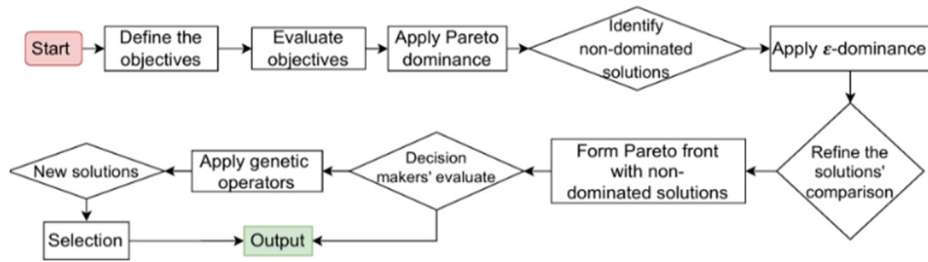 Start
Define the
objectives
Evaluate
objectives
Apply Pareto
dominance
Identify
non-dominated
solutions
Apply ε-dominance
Refine the
solutions'
comparison
Form Pareto front
with non-
dominated solutions
Decision
makers' evaluate
Apply genetic
operators
New solutions
Selection
Output